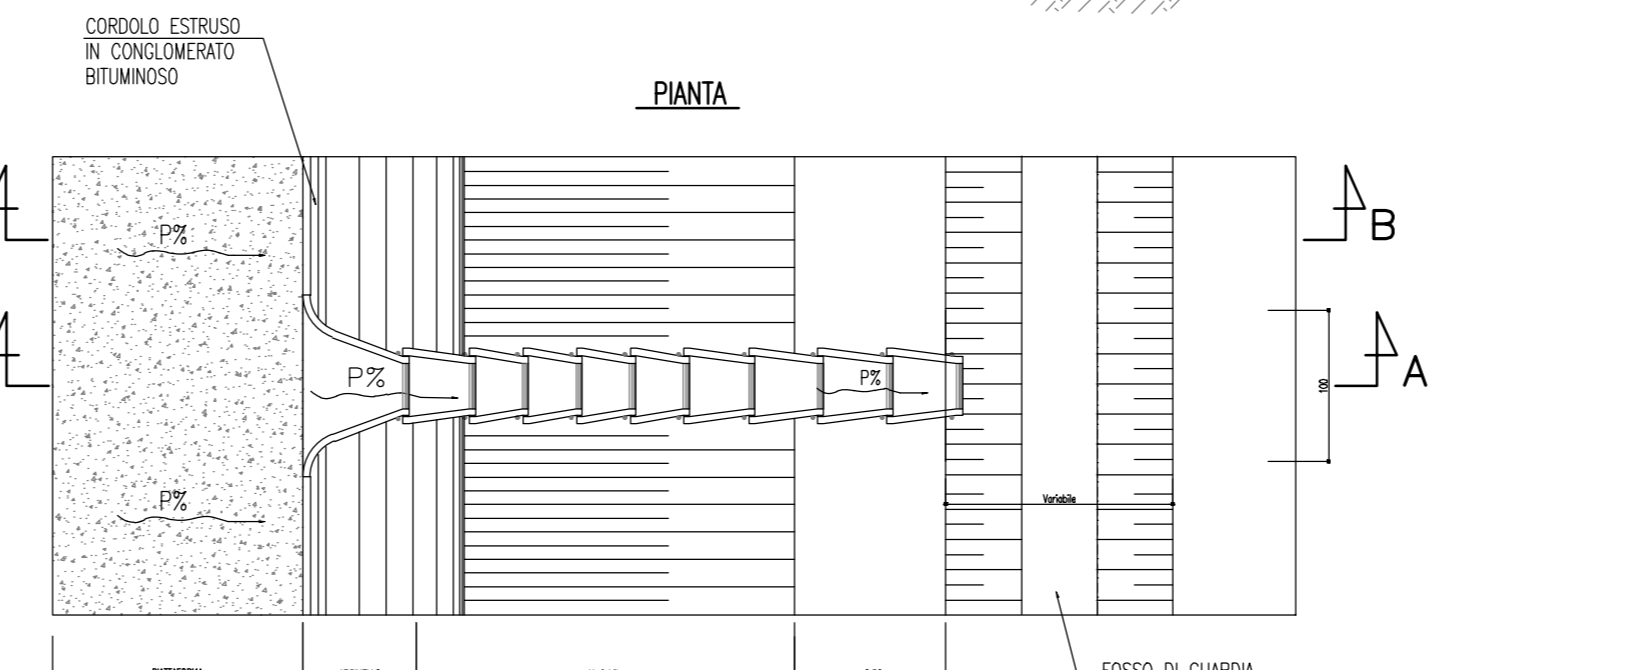 CORDOLO ESTRUSO
IN CONGLOMERATO
BITUMINOSO
PIANTA
P%
B
P%
P%
A
100
P%
Variabile
FOSSO DI GUARDIA